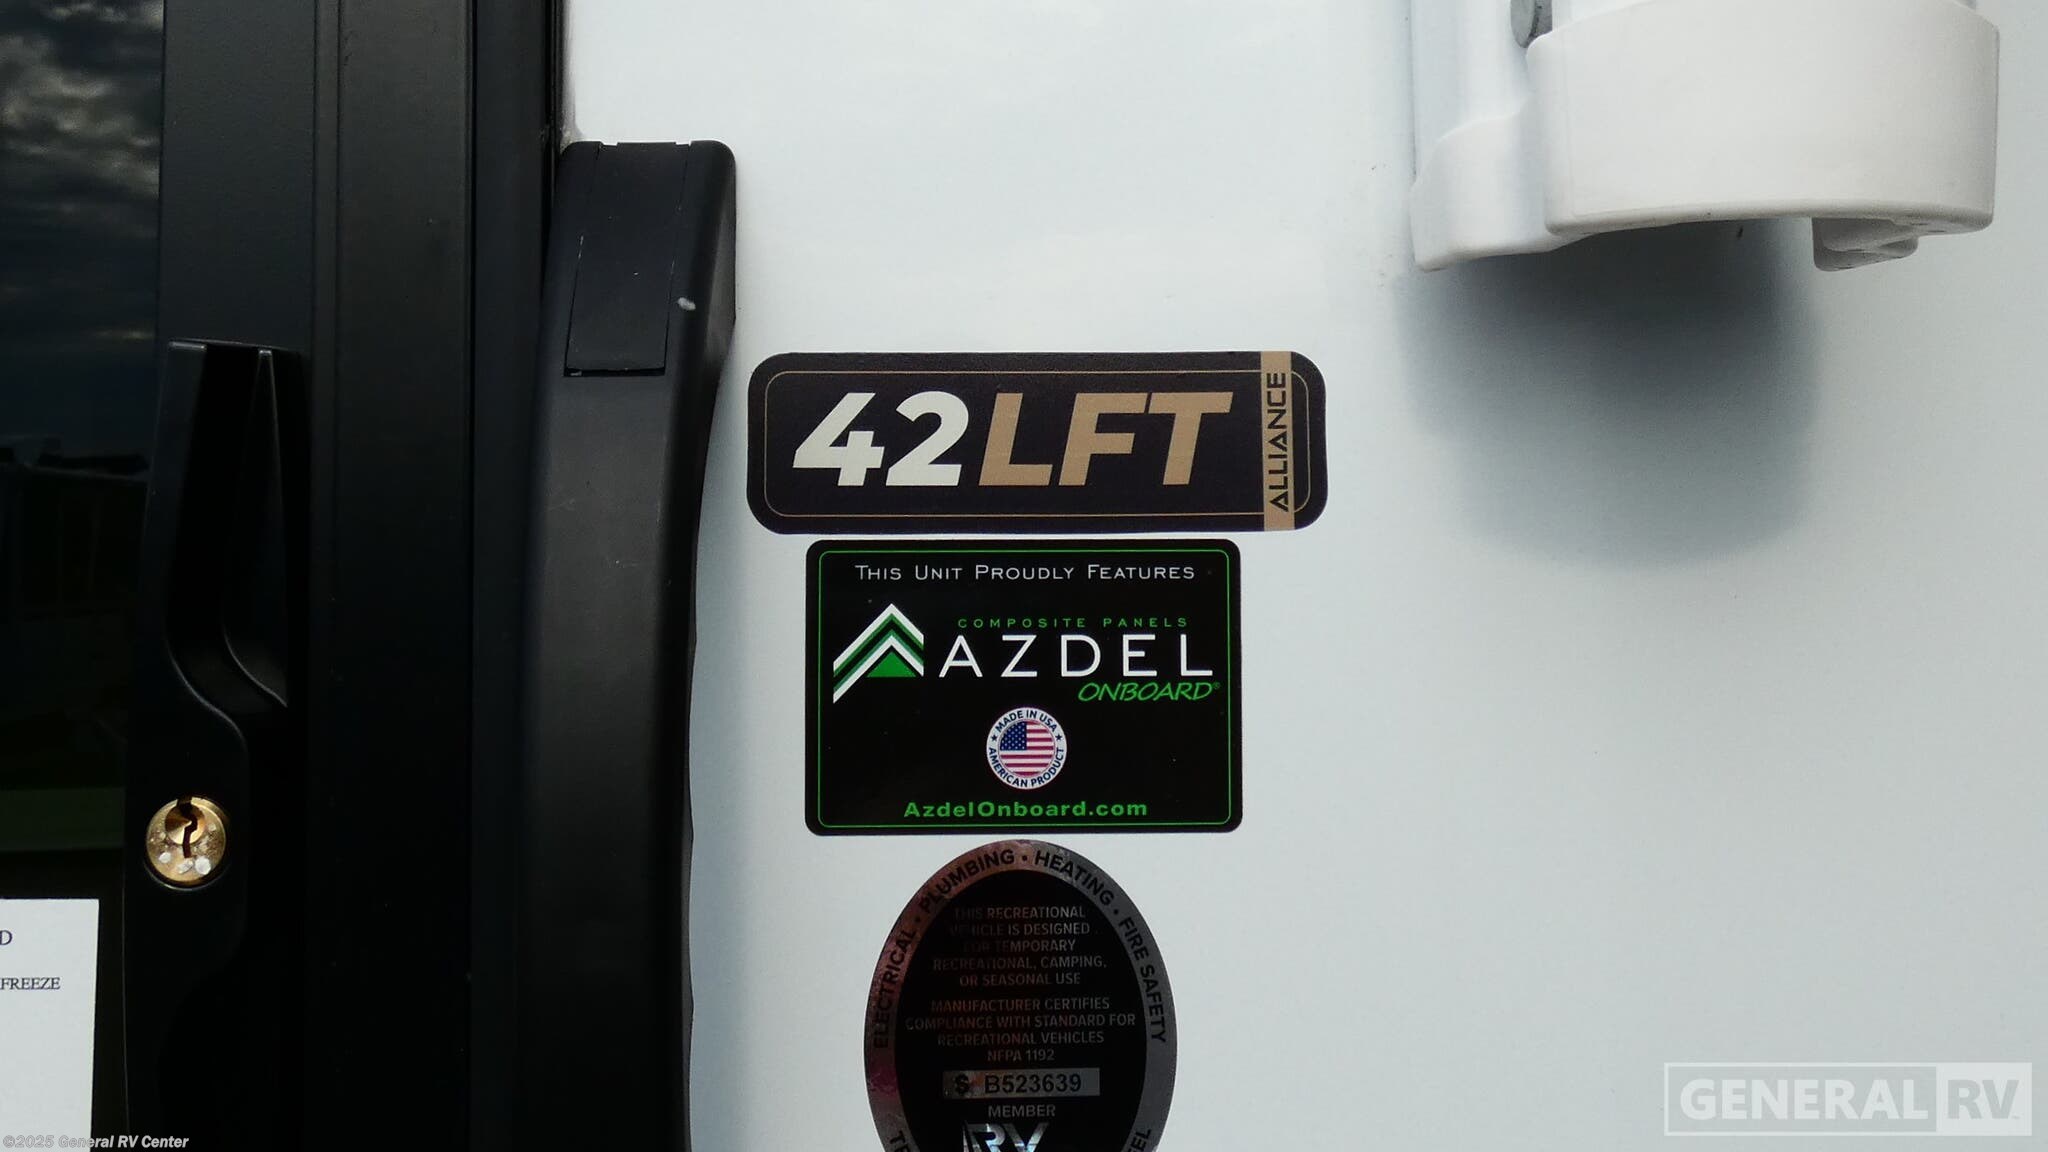 42LFT
ALLIANCE
THIS UNIT PROUDLY FEATURES
COMPOSITE PANELS
AZDEL
ONBOARD®
★ MADE IN USA ★
AMERICAN PRODUCT
AzdelOnboard.com
ELECTRICAL • PLUMBING • HEATING • FIRE SAFETY
THIS RECREATIONAL
VEHICLE IS DESIGNED
FOR TEMPORARY
RECREATIONAL, CAMPING,
OR SEASONAL USE
MANUFACTURER CERTIFIES
COMPLIANCE WITH STANDARD FOR
RECREATIONAL VEHICLES
NFPA 1192
S B523639
MEMBER
RV
D
FREEZE
GENERAL RV
©2025 General RV Center